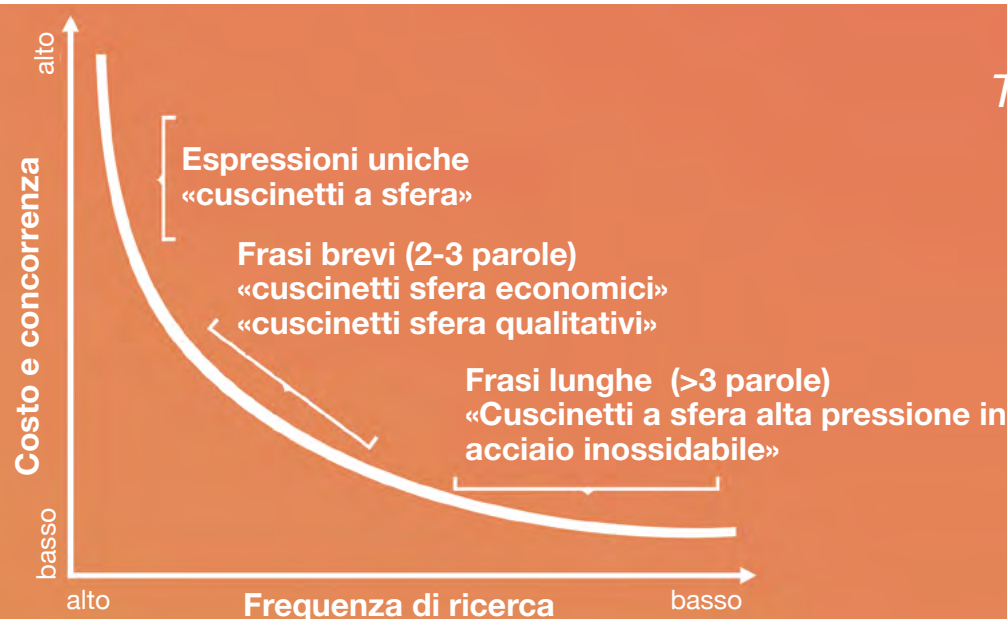 alto
T
Espressioni uniche
«cuscinetti a sfera»
Frasi brevi (2-3 parole)
«cuscinetti sfera economici»
«cuscinetti sfera qualitativi»
Frasi lunghe (>3 parole)
«Cuscinetti a sfera alta pressione in
acciaio inossidabile»
Costo e concorrenza
basso
alto
Frequenza di ricerca
basso